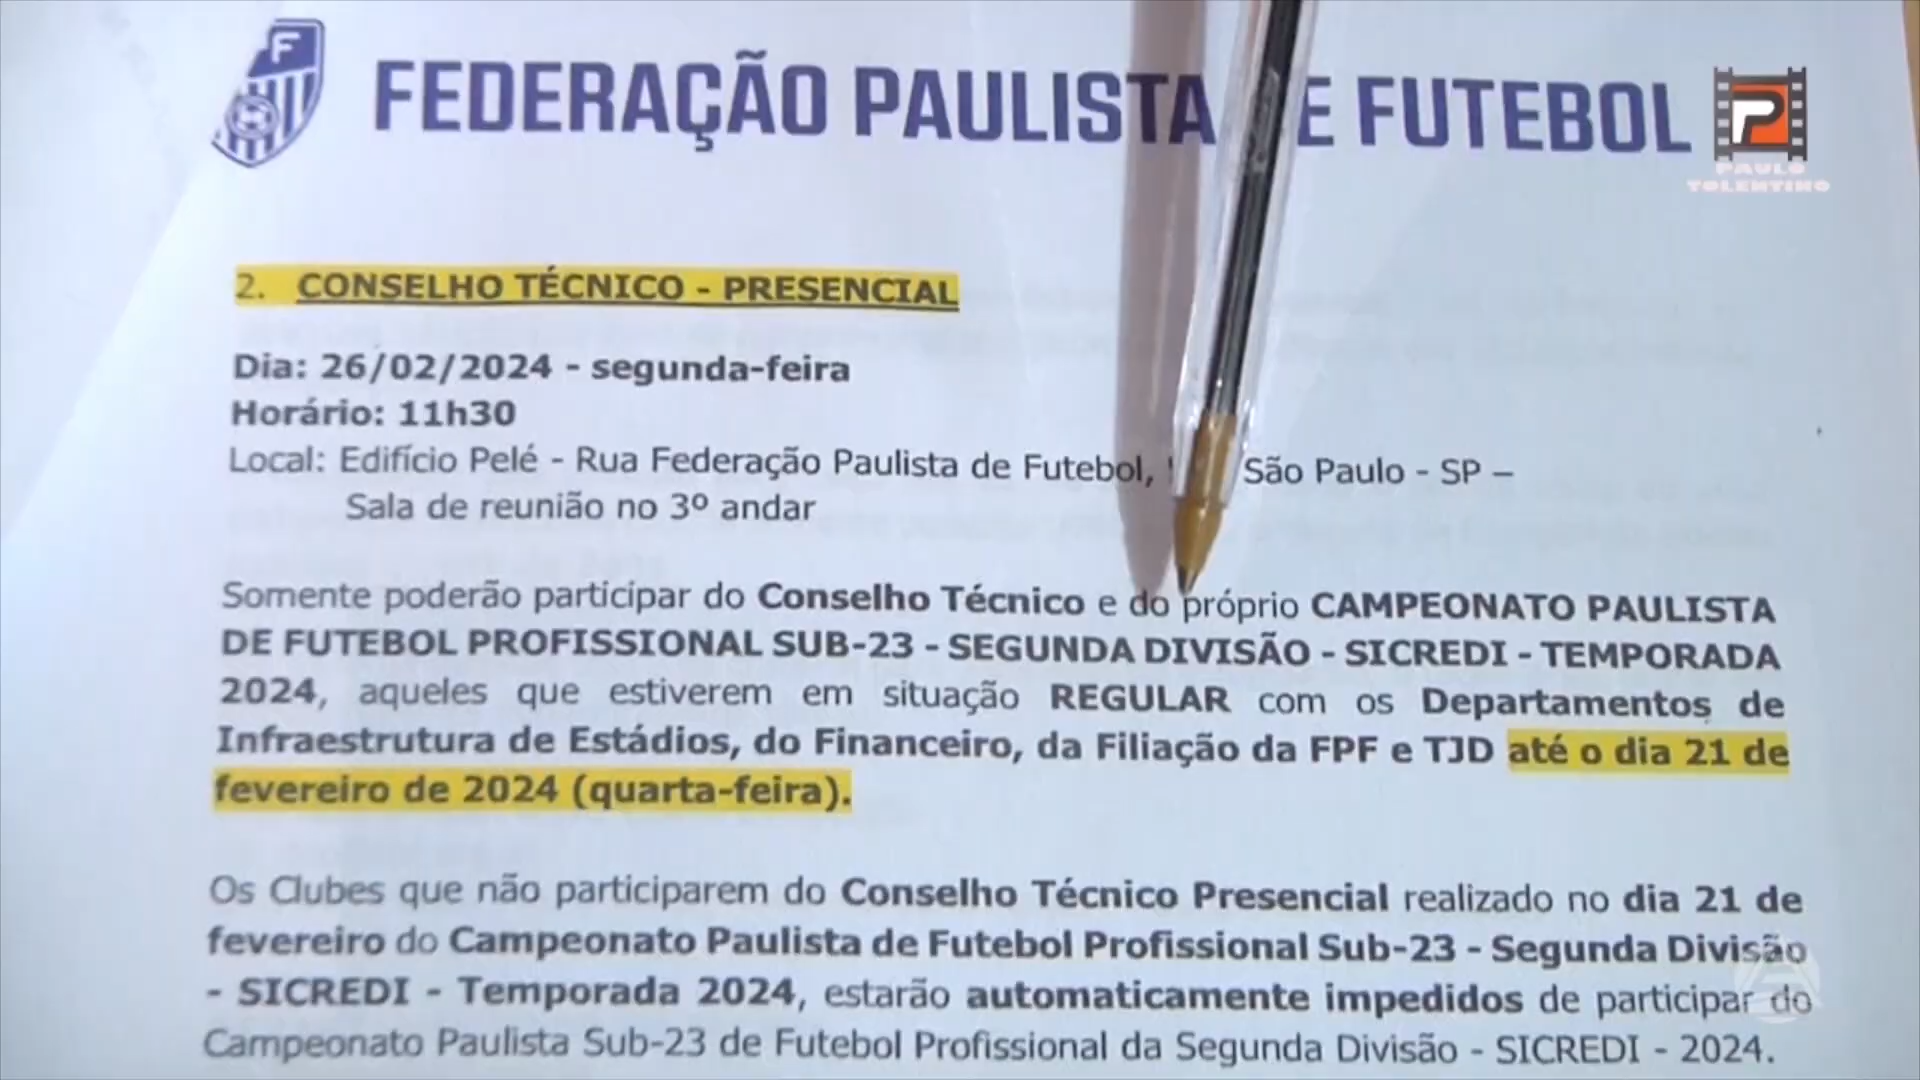 F
FEDERAÇÃO PAULISTA E FUTEBOL
P
PAULO
TOLENTINO
2. CONSELHO TÉCNICO - PRESENCIAL
Dia: 26/02/2024 - segunda-feira
Horário: 11h30
Local: Edifício Pelé - Rua Federação Paulista de Futebol, São Paulo - SP –
Sala de reunião no 3º andar
Somente poderão participar do Conselho Técnico e do próprio CAMPEONATO PAULISTA
DE FUTEBOL PROFISSIONAL SUB-23 - SEGUNDA DIVISÃO - SICREDI - TEMPORADA
2024, aqueles que estiverem em situação REGULAR com os Departamentos de
Infraestrutura de Estádios, do Financeiro, da Filiação da FPF e TJD até o dia 21 de
fevereiro de 2024 (quarta-feira).
Os Clubes que não participarem do Conselho Técnico Presencial realizado no dia 21 de
fevereiro do Campeonato Paulista de Futebol Profissional Sub-23 - Segunda Divisão
- SICREDI - Temporada 2024, estarão automaticamente impedidos de participar do
Campeonato Paulista Sub-23 de Futebol Profissional da Segunda Divisão - SICREDI - 2024.